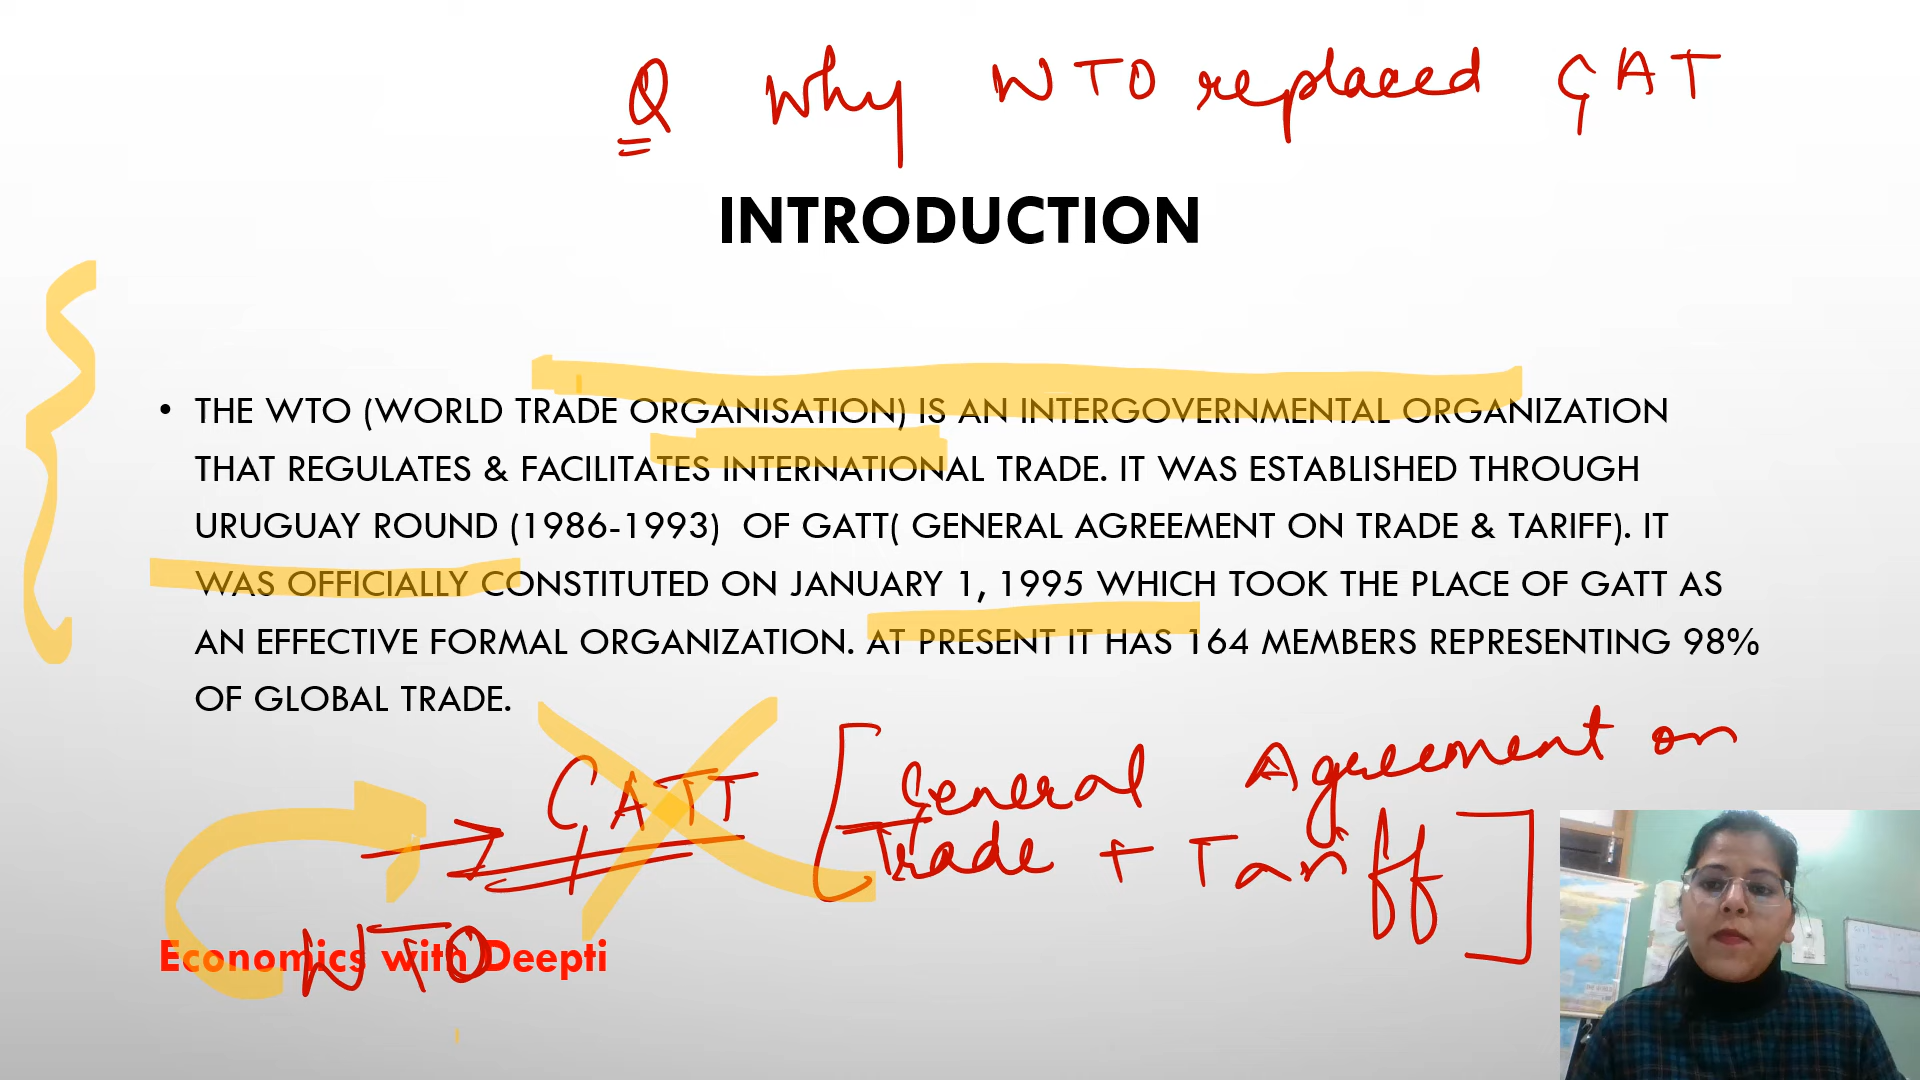 Q Why WTO replaced GAT
INTRODUCTION
• THE WTO (WORLD TRADE ORGANISATION) IS AN INTERGOVERNMENTAL ORGANIZATION
THAT REGULATES & FACILITATES INTERNATIONAL TRADE. IT WAS ESTABLISHED THROUGH
URUGUAY ROUND (1986-1993) OF GATT( GENERAL AGREEMENT ON TRADE & TARIFF). IT
WAS OFFICIALLY CONSTITUTED ON JANUARY 1, 1995 WHICH TOOK THE PLACE OF GATT AS
AN EFFECTIVE FORMAL ORGANIZATION. AT PRESENT IT HAS 164 MEMBERS REPRESENTING 98%
OF GLOBAL TRADE.
GATT [General Agreement on
Trade + Tariff]
WTO
Economics with Deepti